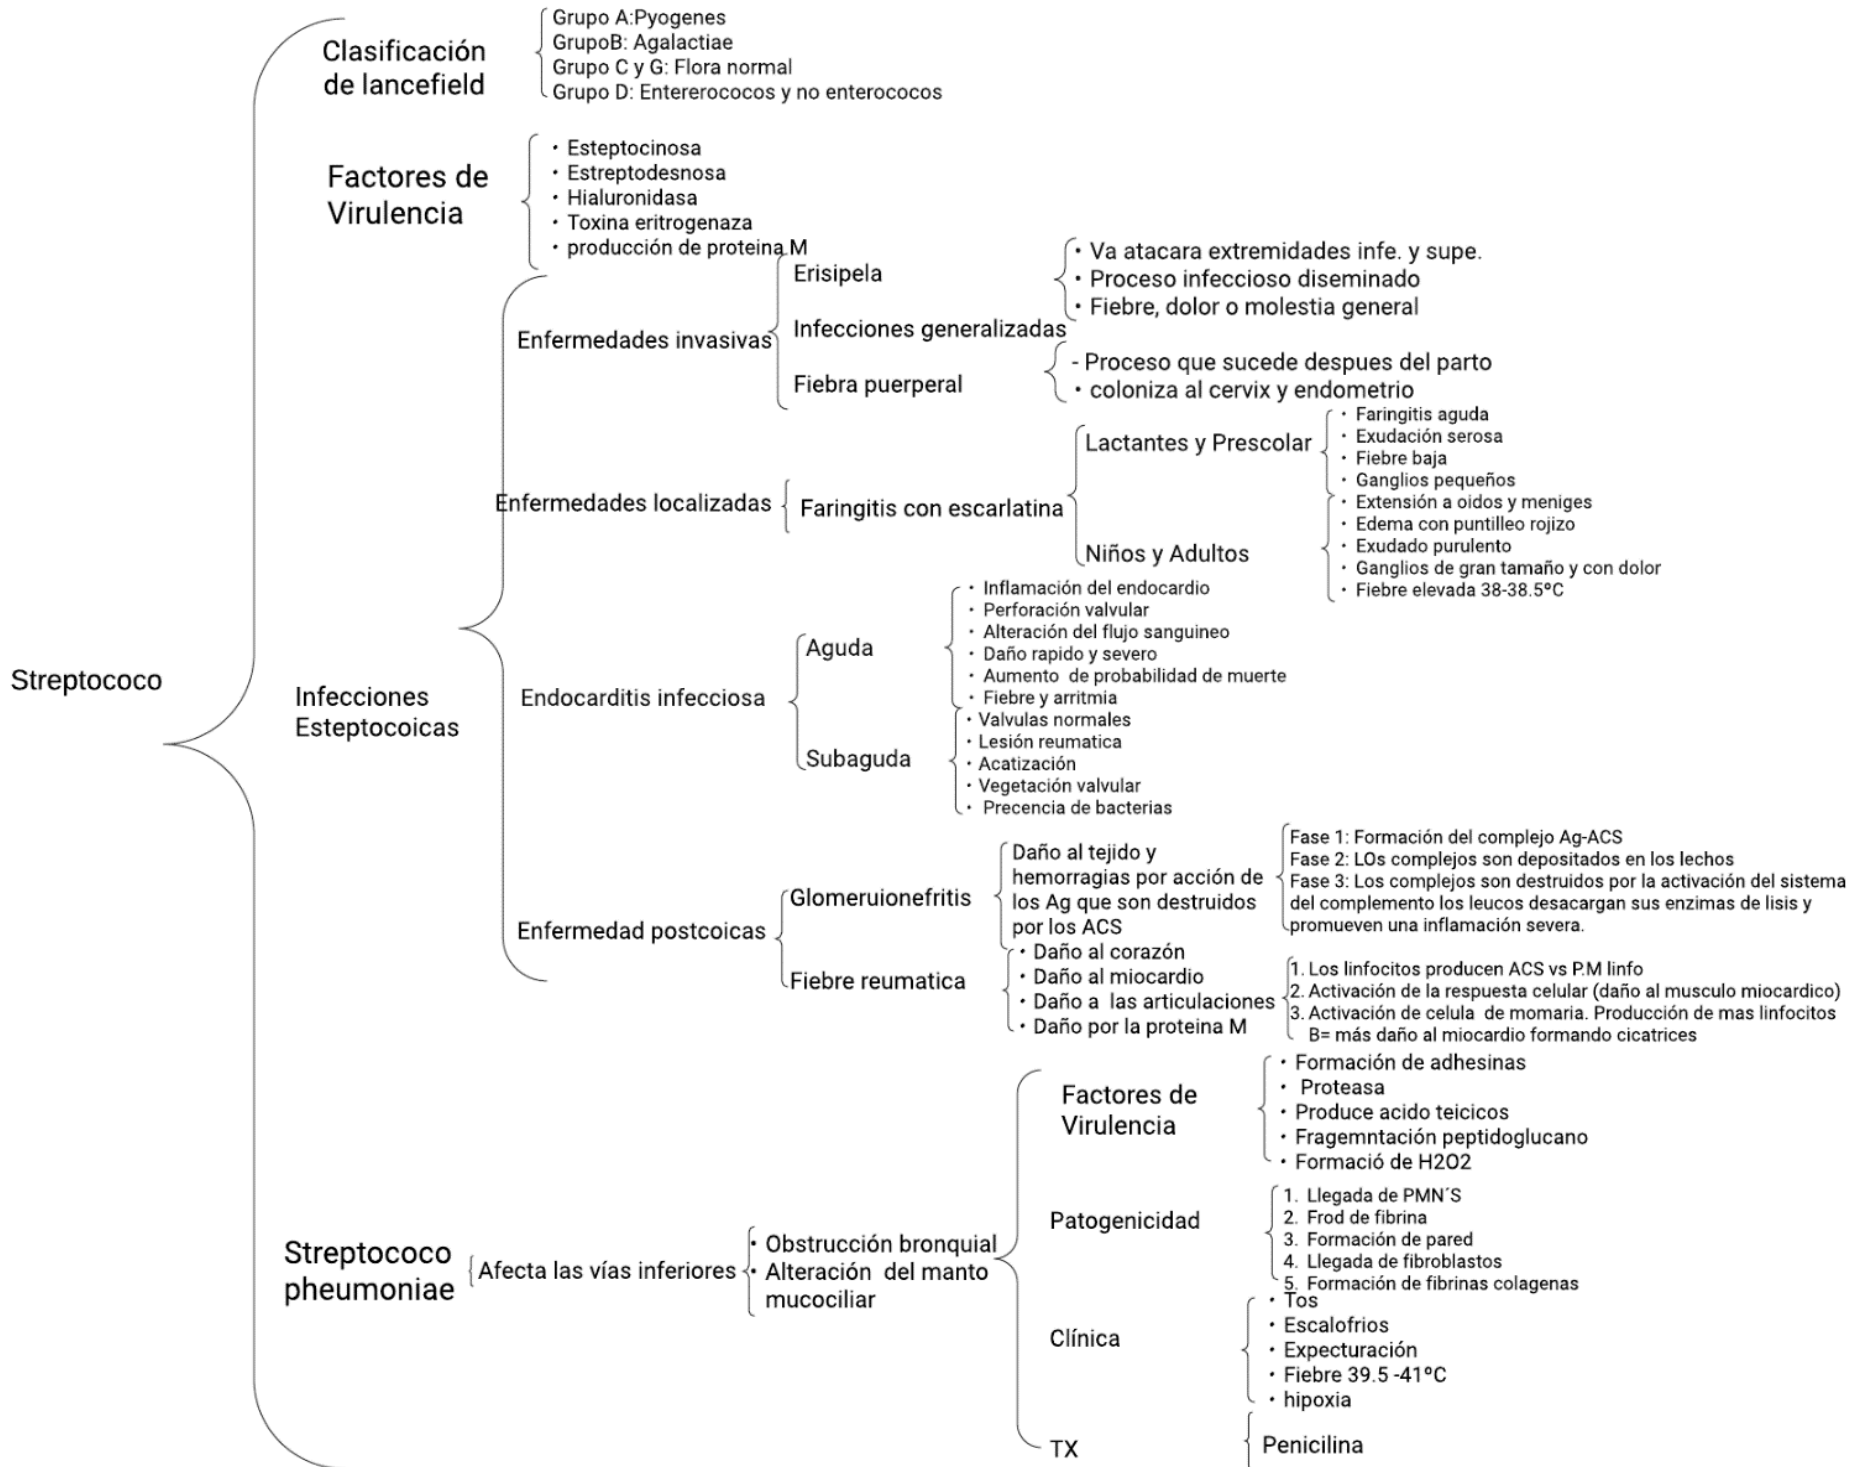 Streptococo
Clasificación
de lancefield
Grupo A:Pyogenes
GrupoB: Agalactiae
Grupo C y G: Flora normal
Grupo D: Entererococos y no enterococos
Factores de
Virulencia
· Esteptocinosa
· Estreptodesnosa
· Hialuronidasa
· Toxina eritrogenaza
· producción de proteina M
Infecciones
Esteptocoicas
Enfermedades invasivas
Erisipela
· Va atacara extremidades infe. y supe.
· Proceso infeccioso diseminado
· Fiebre, dolor o molestia general
Infecciones generalizadas
Fiebra puerperal
- Proceso que sucede despues del parto
· coloniza al cervix y endometrio
Enfermedades localizadas
Faringitis con escarlatina
Lactantes y Prescolar
· Faringitis aguda
· Exudación serosa
· Fiebre baja
· Ganglios pequeños
Niños y Adultos
· Extensión a oidos y meniges
· Edema con puntilleo rojizo
· Exudado purulento
· Ganglios de gran tamaño y con dolor
· Fiebre elevada 38-38.5ºC
Endocarditis infecciosa
Aguda
· Inflamación del endocardio
· Perforación valvular
· Alteración del flujo sanguineo
· Daño rapido y severo
· Aumento de probabilidad de muerte
· Fiebre y arritmia
Subaguda
· Valvulas normales
· Lesión reumatica
· Acatización
· Vegetación valvular
· Precencia de bacterias
Enfermedad postcoicas
Glomeruionefritis
Daño al tejido y
hemorragias por acción de
los Ag que son destruidos
por los ACS
Fase 1: Formación del complejo Ag-ACS
Fase 2: LOs complejos son depositados en los lechos
Fase 3: Los complejos son destruidos por la activación del sistema
del complemento los leucos desacargan sus enzimas de lisis y
promueven una inflamación severa.
Fiebre reumatica
· Daño al corazón
· Daño al miocardio
· Daño a las articulaciones
· Daño por la proteina M
1. Los linfocitos producen ACS vs P.M linfo
2. Activación de la respuesta celular (daño al musculo miocardico)
3. Activación de celula de momaria. Producción de mas linfocitos
B= más daño al miocardio formando cicatrices
Streptococo
pheumoniae
Afecta las vías inferiores
· Obstrucción bronquial
· Alteración del manto
mucociliar
Factores de
Virulencia
· Formación de adhesinas
· Proteasa
· Produce acido teicicos
· Fragemntación peptidoglucano
· Formació de H2O2
Patogenicidad
1. Llegada de PMN´S
2. Frod de fibrina
3. Formación de pared
4. Llegada de fibroblastos
5. Formación de fibrinas colagenas
Clínica
· Tos
· Escalofrios
· Expecturación
· Fiebre 39.5 -41ºC
· hipoxia
TX
Penicilina